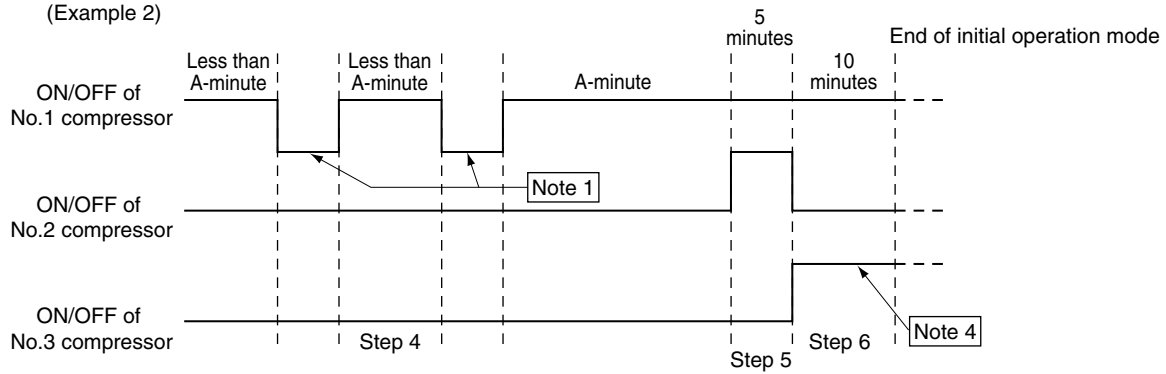 (Example 2)
5
minutes
End of initial operation mode
Less than
A-minute
Less than
A-minute
A-minute
10
minutes
ON/OFF of
No.1 compressor
Note 1
ON/OFF of
No.2 compressor
ON/OFF of
No.3 compressor
Step 4
Step 5
Step 6
Note 4